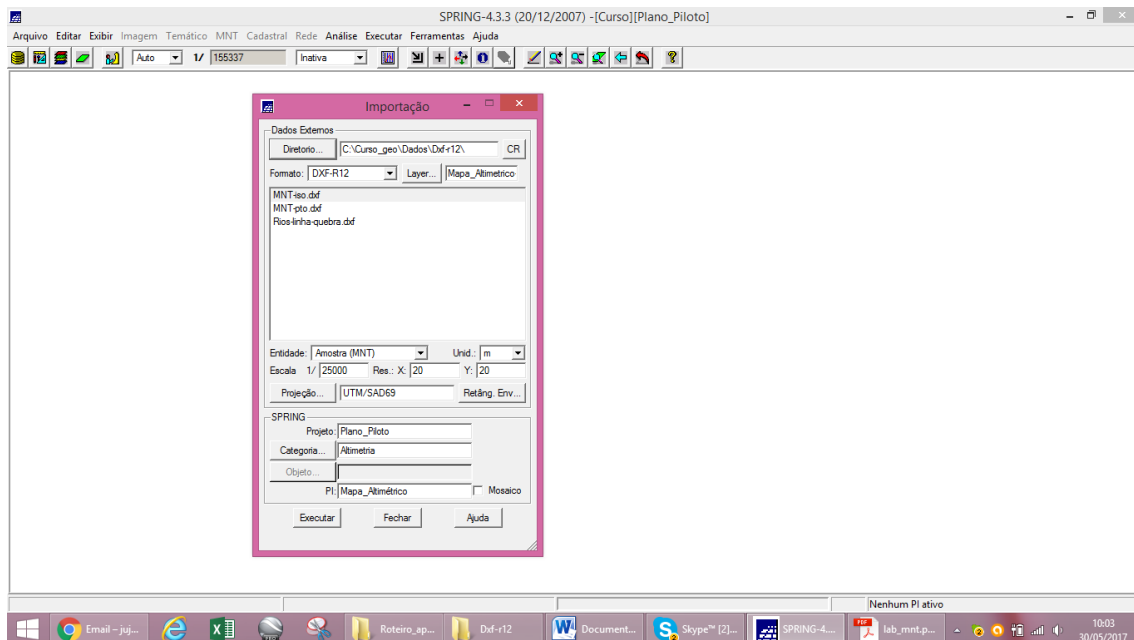 SPRING-4.3.3 (20/12/2007) -[Curso][Plano_Piloto]
Arquivo Editar Exibir Imagem Temático MNT Cadastral Rede Análise Executar Ferramentas Ajuda
Auto 1/ 155337 Inativa
Importação
Dados Externos
Diretorio... C:\Curso_geo\Dados\Dxf-r12\ CR
Formato: DXF-R12 Layer... Mapa_Altimetrico
MNT-iso.dxf
MNT-pto.dxf
Rios-linha-quebra.dxf
Entidade: Amostra (MNT) Unid.: m
Escala 1/ 25000 Res.: X: 20 Y: 20
Projeção... UTM/SAD69 Retâng. Env...
SPRING
Projeto: Plano_Piloto
Categoria... Altimetria
Objeto...
PI: Mapa_Altimétrico Mosaico
Executar Fechar Ajuda
Nenhum PI ativo
Email – juj... Roteiro_ap... Dxf-r12 Document... Skype™ [2]... SPRING-4.... lab_mnt.p... 10:03
30/05/2017